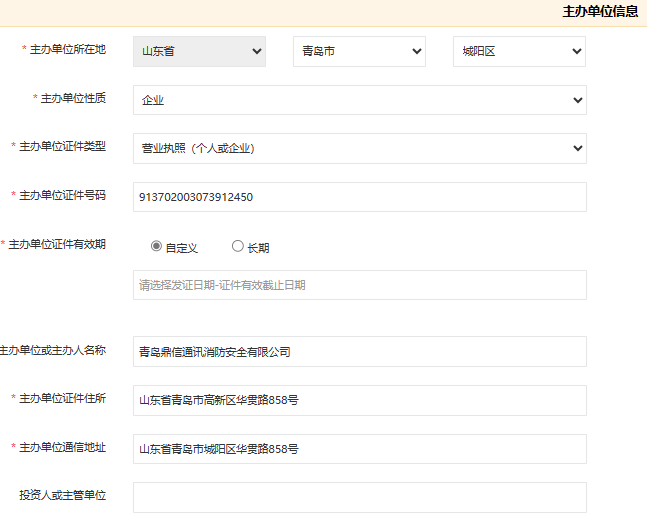 主办单位信息
* 主办单位所在地 山东省 青岛市 城阳区
* 主办单位性质 企业
* 主办单位证件类型 营业执照（个人或企业）
* 主办单位证件号码 913702003073912450
* 主办单位证件有效期 自定义 长期
请选择发证日期-证件有效截止日期
主办单位或主办人名称 青岛鼎信通讯消防安全有限公司
* 主办单位证件住所 山东省青岛市高新区华贯路858号
* 主办单位通信地址 山东省青岛市城阳区华贯路858号
投资人或主管单位